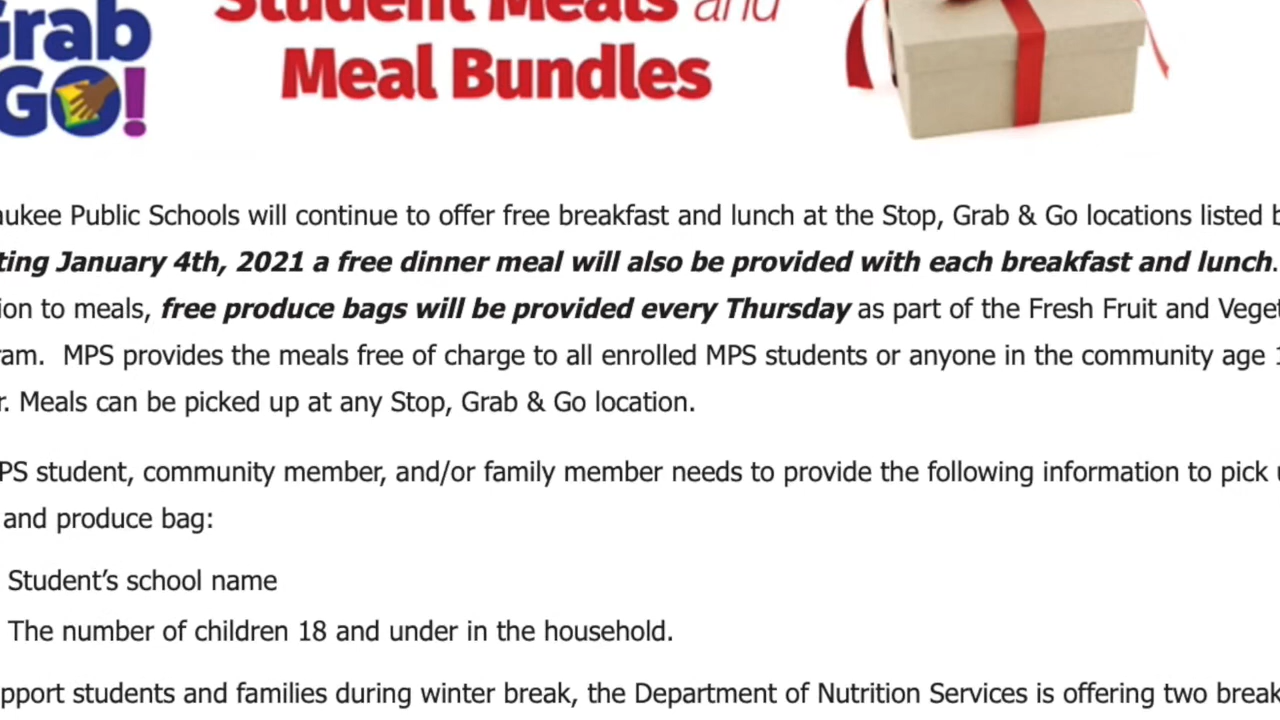 Grab
Student Meals and
GO!
Meal Bundles
aukee Public Schools will continue to offer free breakfast and lunch at the Stop, Grab & Go locations listed b
ting January 4th, 2021 a free dinner meal will also be provided with each breakfast and lunch.
ion to meals, free produce bags will be provided every Thursday as part of the Fresh Fruit and Veget
ram. MPS provides the meals free of charge to all enrolled MPS students or anyone in the community age 1
r. Meals can be picked up at any Stop, Grab & Go location.
PS student, community member, and/or family member needs to provide the following information to pick u
and produce bag:
Student's school name
The number of children 18 and under in the household.
pport students and families during winter break, the Department of Nutrition Services is offering two break